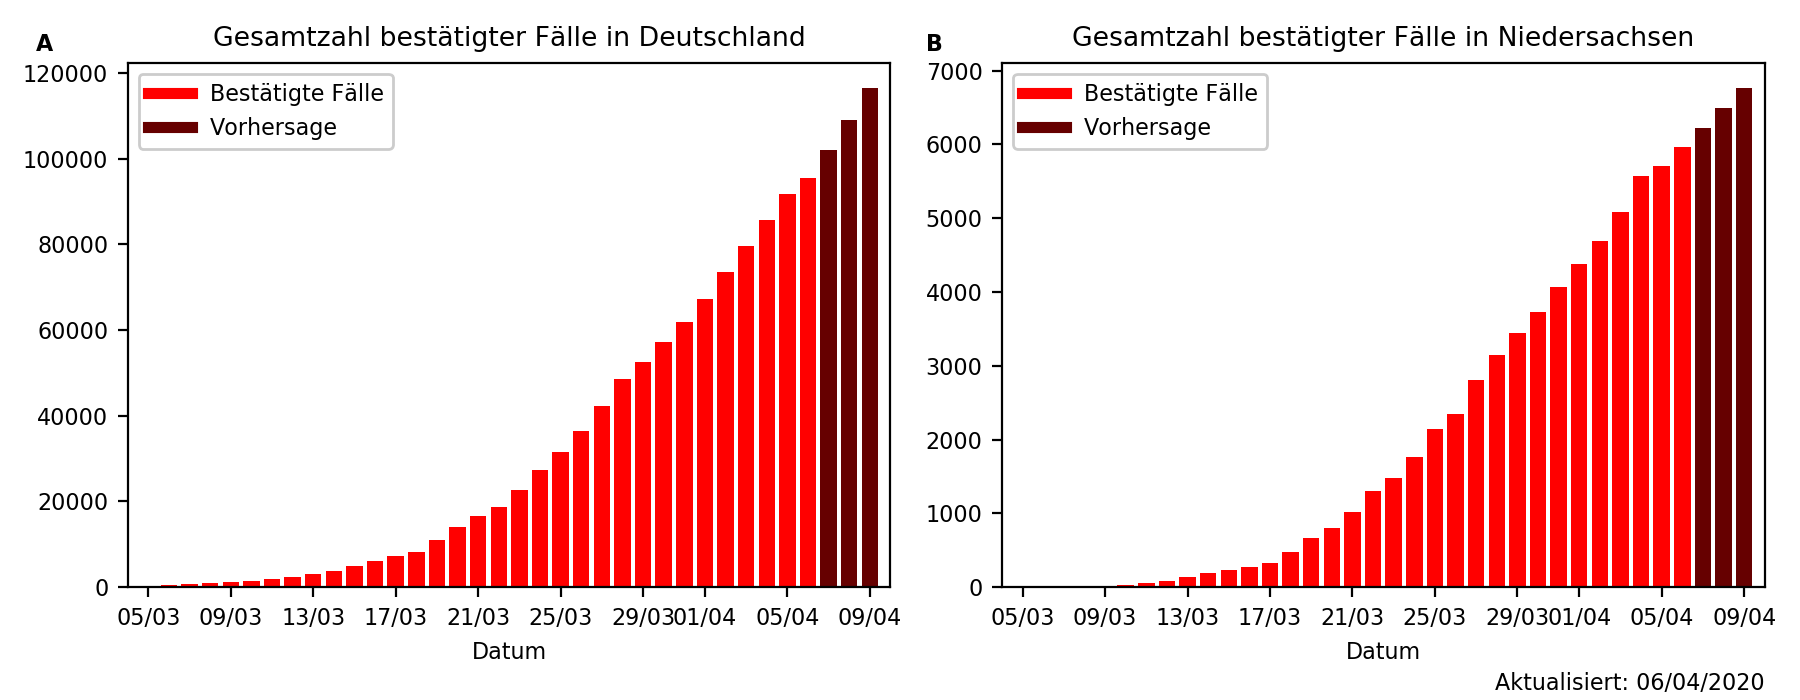 A
Gesamtzahl bestätigter Fälle in Deutschland
120000
100000
80000
60000
40000
20000
0
Bestätigte Fälle
Vorhersage
05/03 09/03 13/03 17/03 21/03 25/03 29/03 01/04 05/04 09/04
Datum
B
Gesamtzahl bestätigter Fälle in Niedersachsen
7000
6000
5000
4000
3000
2000
1000
0
Bestätigte Fälle
Vorhersage
05/03 09/03 13/03 17/03 21/03 25/03 29/03 01/04 05/04 09/04
Datum
Aktualisiert: 06/04/2020